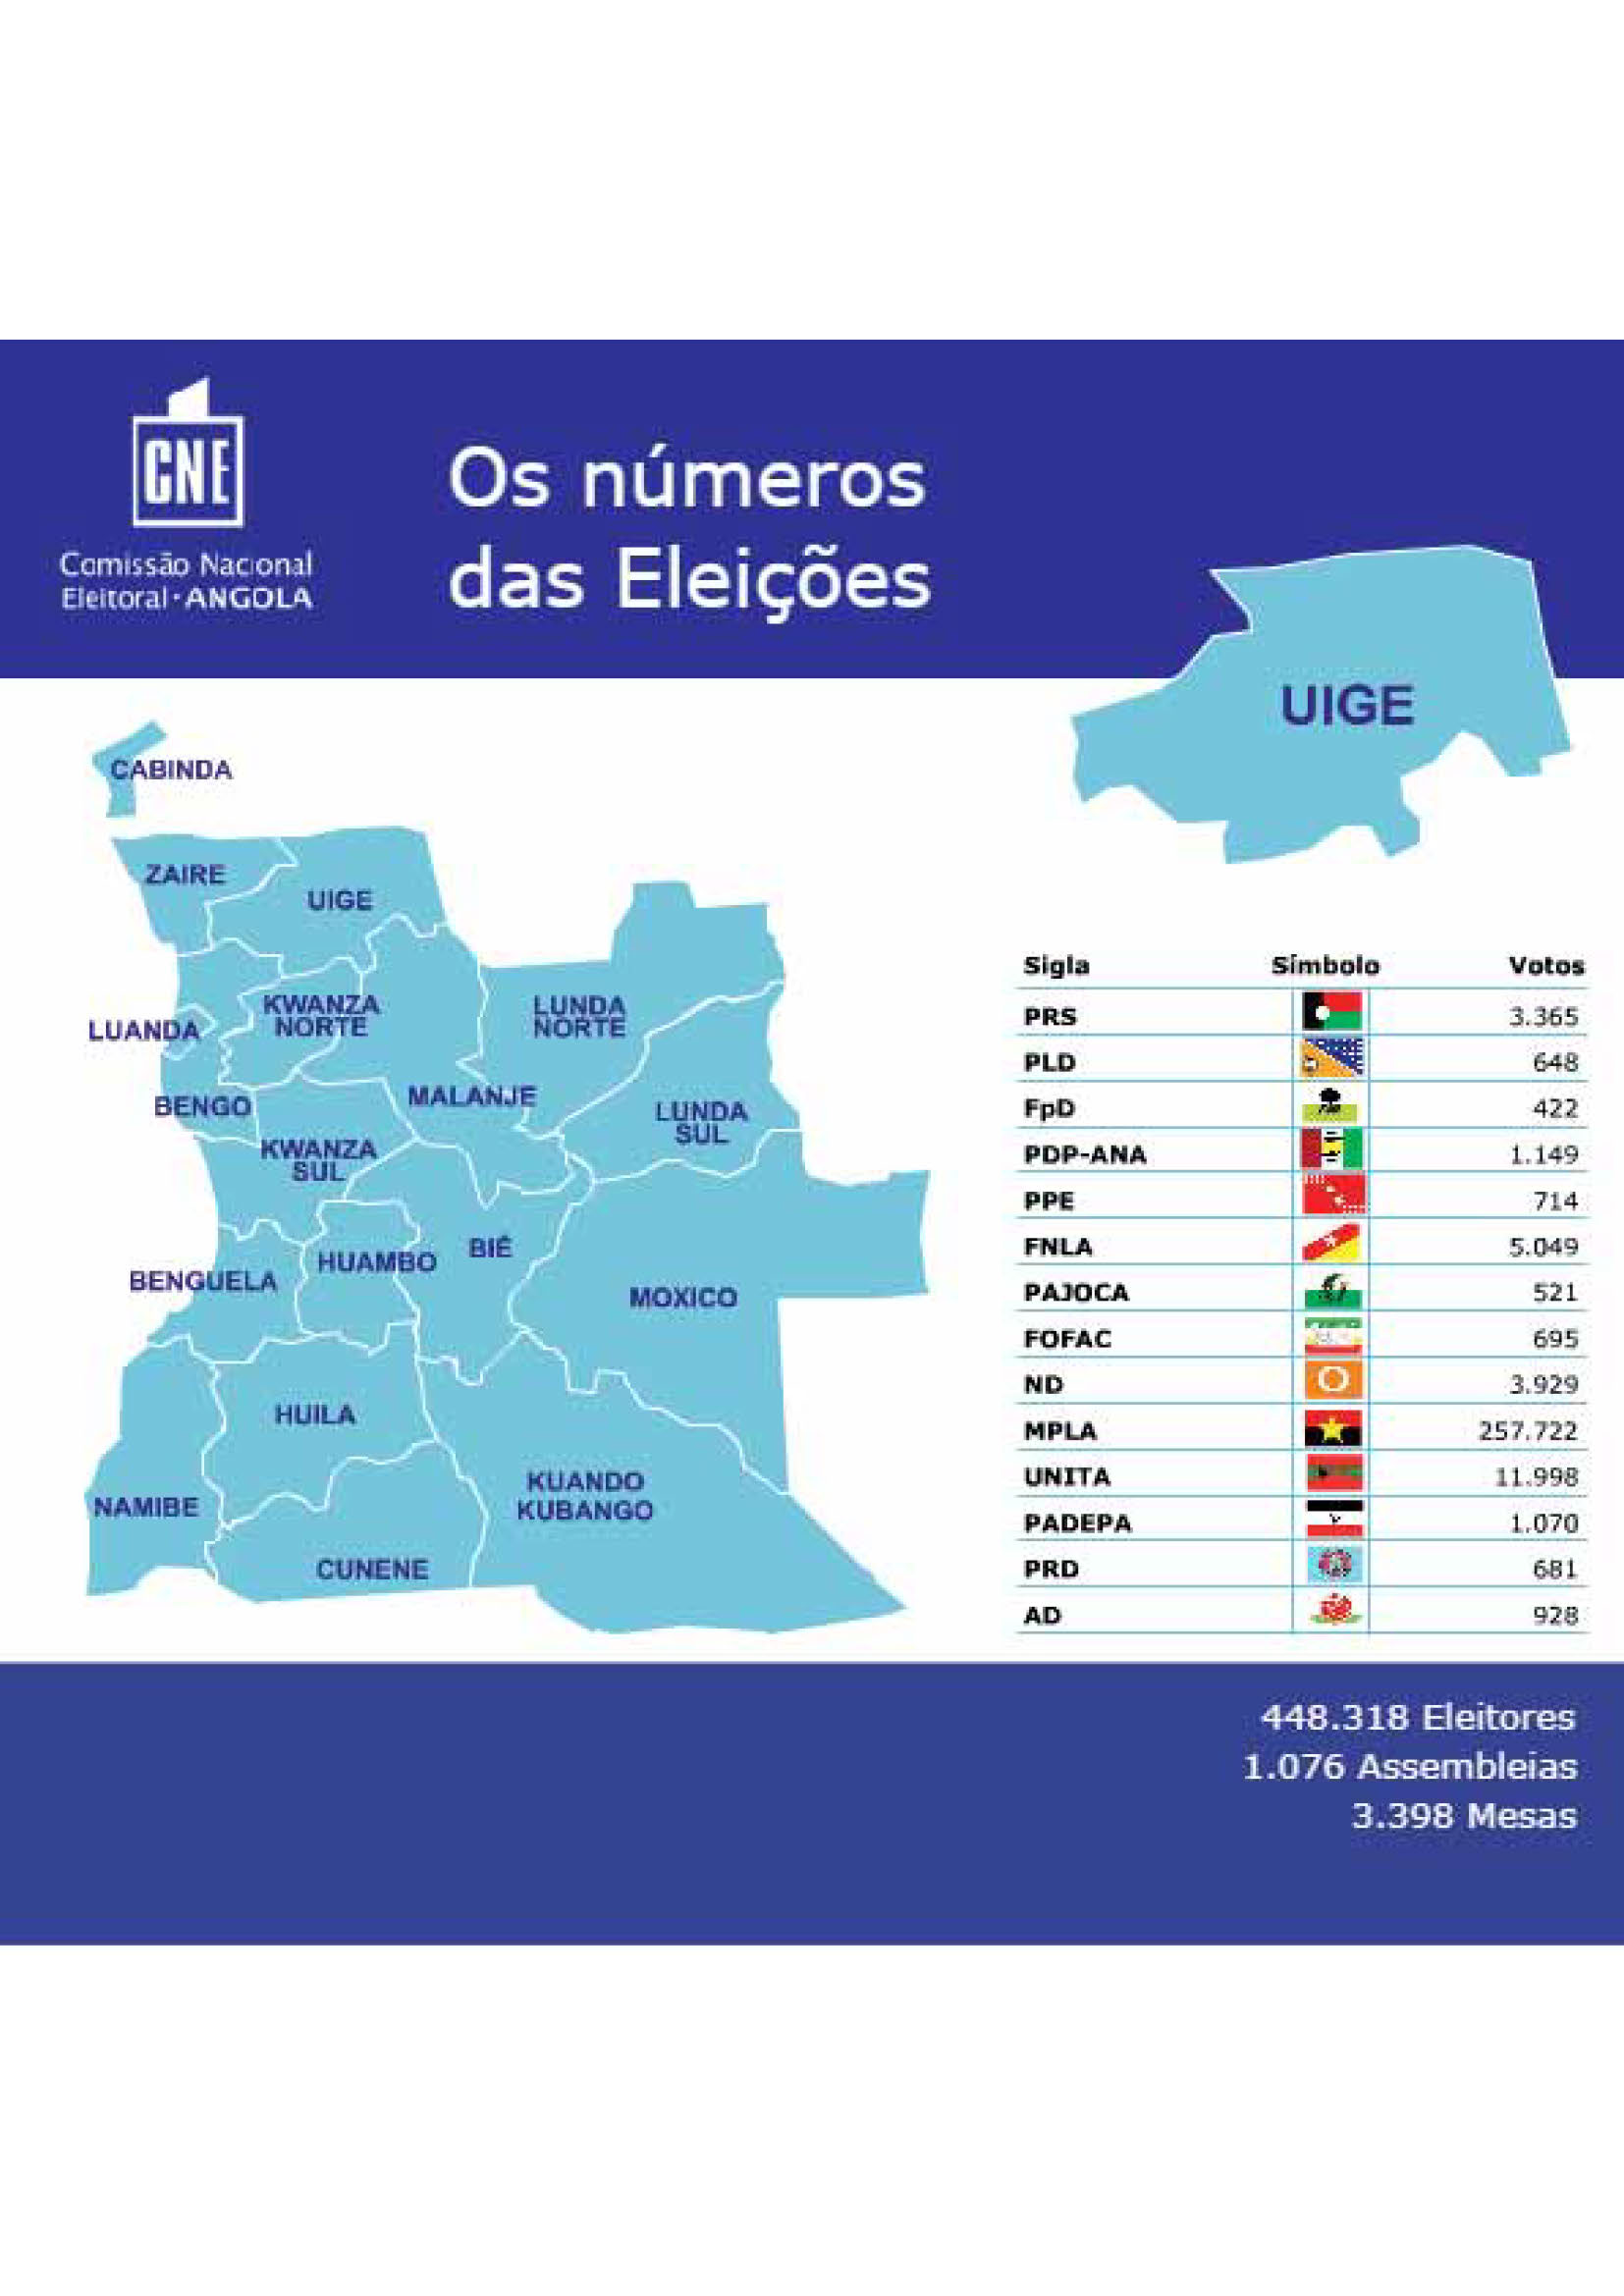 CNE
Comissão Nacional
Eleitoral · ANGOLA
Os números
das Eleições
UIGE
CABINDA
ZAIRE
UIGE
KWANZA
NORTE
LUNDA
NORTE
LUANDA
BENGO
MALANJE
LUNDA
SUL
KWANZA
SUL
BIÉ
HUAMBO
BENGUELA
MOXICO
HUILA
KUANDO
KUBANGO
NAMIBE
CUNENE
Sigla Símbolo Votos
PRS 3.365
PLD 648
FpD 422
PDP-ANA 1.149
PPE 714
FNLA 5.049
PAJOCA 521
FOFAC 695
ND 3.929
MPLA 257.722
UNITA 11.998
PADEPA 1.070
PRD 681
AD 928
448.318 Eleitores
1.076 Assembleias
3.398 Mesas